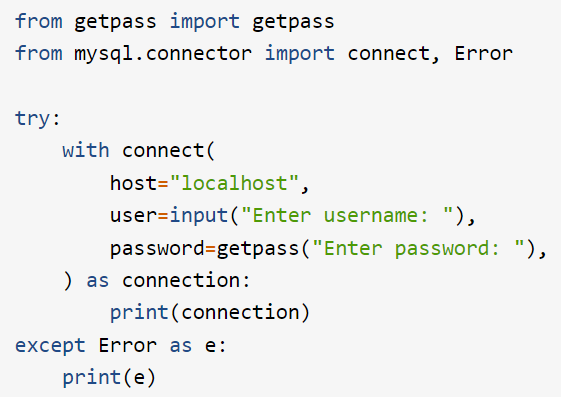 from getpass import getpass
from mysql.connector import connect, Error

try:
    with connect(
        host="localhost",
        user=input("Enter username: "),
        password=getpass("Enter password: "),
    ) as connection:
        print(connection)
except Error as e:
    print(e)